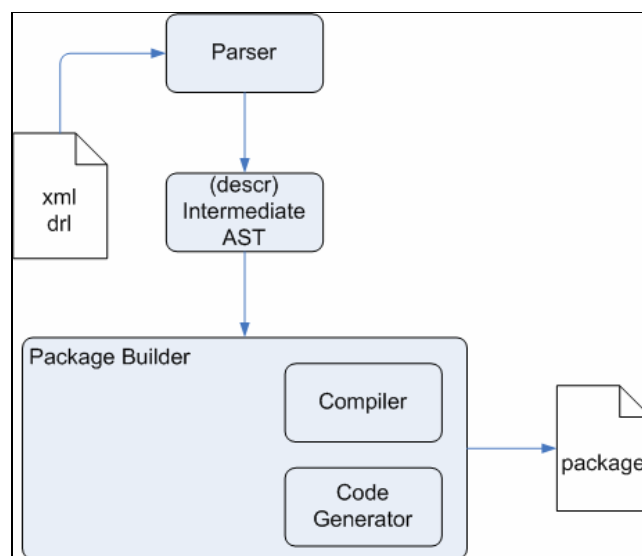 Parser
xml
drl
(descr)
Intermediate
AST
Package Builder
Compiler
package
Code
Generator